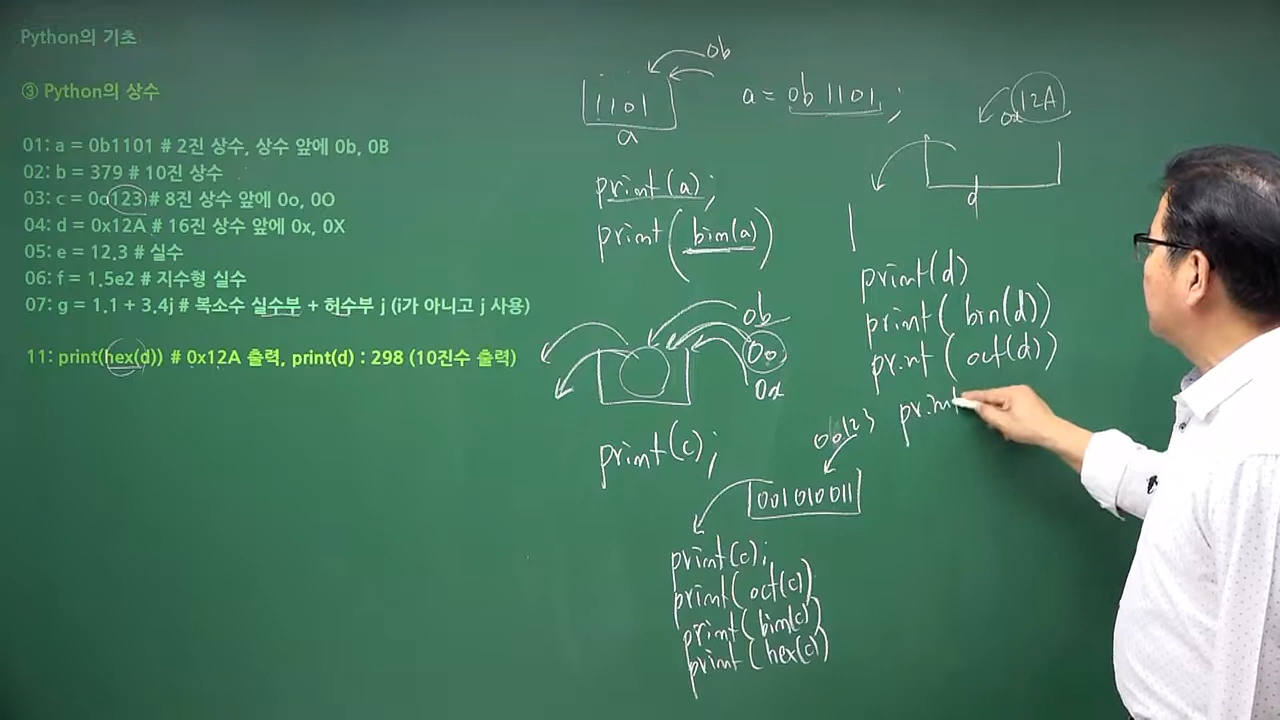 Python의 기초
③ Python의 상수
01: a = 0b1101 # 2진 상수, 상수 앞에 0b, 0B
02: b = 379 # 10진 상수
03: c = 0o123 # 8진 상수 앞에 0o, 0O
04: d = 0x12A # 16진 상수 앞에 0x, 0X
05: e = 12.3 # 실수
06: f = 1.5e2 # 지수형 실수
07: g = 1.1 + 3.4j # 복소수 실수부 + 허수부 j (i가 아니고 j 사용)
11: print(hex(d)) # 0x12A 출력, print(d) : 298 (10진수 출력)
0b
1101
a
a = 0b 1101 ;
print(a);
print(bin(a))
0b
0o
0x
print(c);
0o123
001010011
print(c);
print(oct(c))
print(bin(c))
print(hex(c))
0x12A
d
print(d)
print(bin(d))
print(oct(d))
print